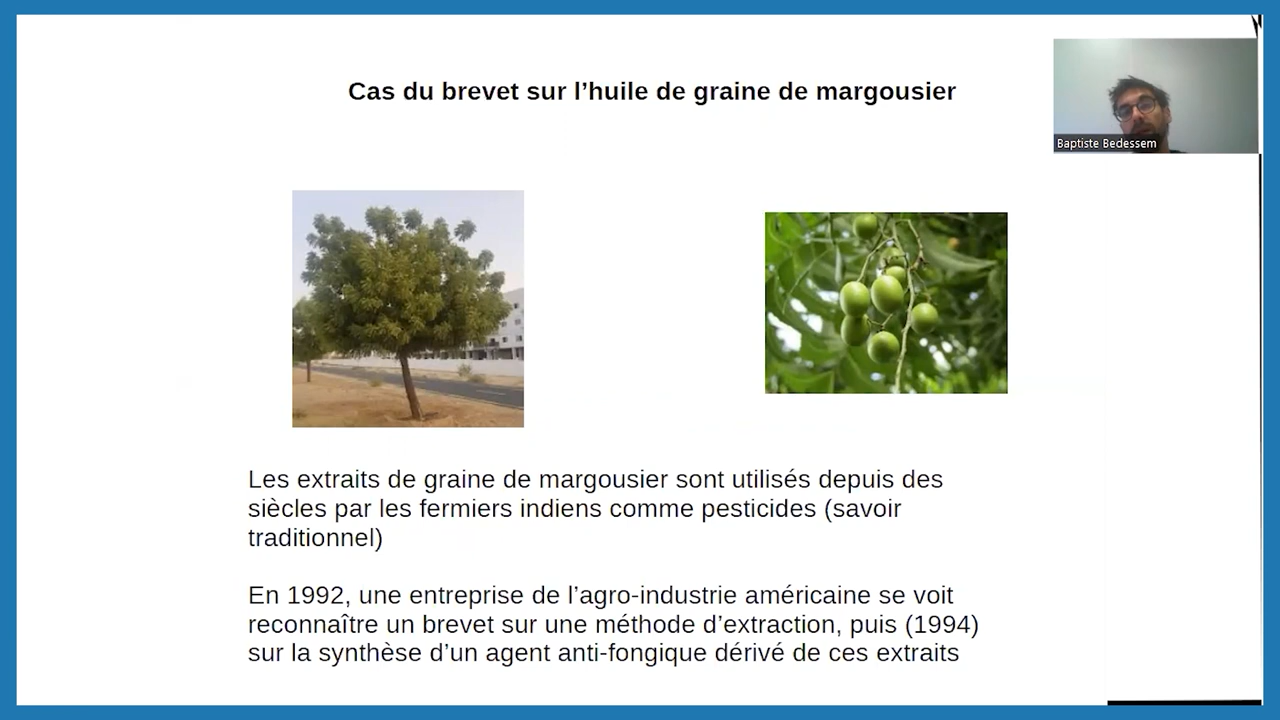 Cas du brevet sur l’huile de graine de margousier
Baptiste Bedessem
Les extraits de graine de margousier sont utilisés depuis des
siècles par les fermiers indiens comme pesticides (savoir
traditionnel)
En 1992, une entreprise de l’agro-industrie américaine se voit
reconnaître un brevet sur une méthode d’extraction, puis (1994)
sur la synthèse d’un agent anti-fongique dérivé de ces extraits